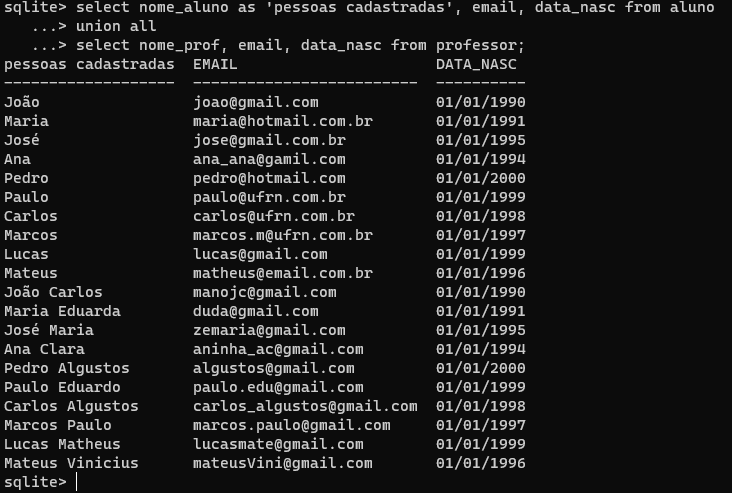 sqlite> select nome_aluno as 'pessoas cadastradas', email, data_nasc from aluno
...> union all
...> select nome_prof, email, data_nasc from professor;
pessoas cadastradas  EMAIL                      DATA_NASC
-------------------  -------------------------  ----------
João                 joao@gmail.com             01/01/1990
Maria                maria@hotmail.com.br       01/01/1991
José                 jose@gmail.com.br          01/01/1995
Ana                  ana_ana@gamil.com          01/01/1994
Pedro                pedro@hotmail.com          01/01/2000
Paulo                paulo@ufrn.com.br          01/01/1999
Carlos               carlos@ufrn.com.br         01/01/1998
Marcos               marcos.m@ufrn.com.br       01/01/1997
Lucas                lucas@gmail.com            01/01/1999
Mateus               matheus@email.com.br       01/01/1996
João Carlos          manojc@gmail.com           01/01/1990
Maria Eduarda        duda@gmail.com             01/01/1991
José Maria           zemaria@gmail.com          01/01/1995
Ana Clara            aninha_ac@gmail.com        01/01/1994
Pedro Algustos       algustos@gmail.com         01/01/2000
Paulo Eduardo        paulo.edu@gmail.com        01/01/1999
Carlos Algustos      carlos_algustos@gmail.com  01/01/1998
Marcos Paulo         marcos.paulo@gmail.com     01/01/1997
Lucas Matheus        lucasmate@gmail.com        01/01/1999
Mateus Vinicius      mateusVini@gmail.com       01/01/1996
sqlite>